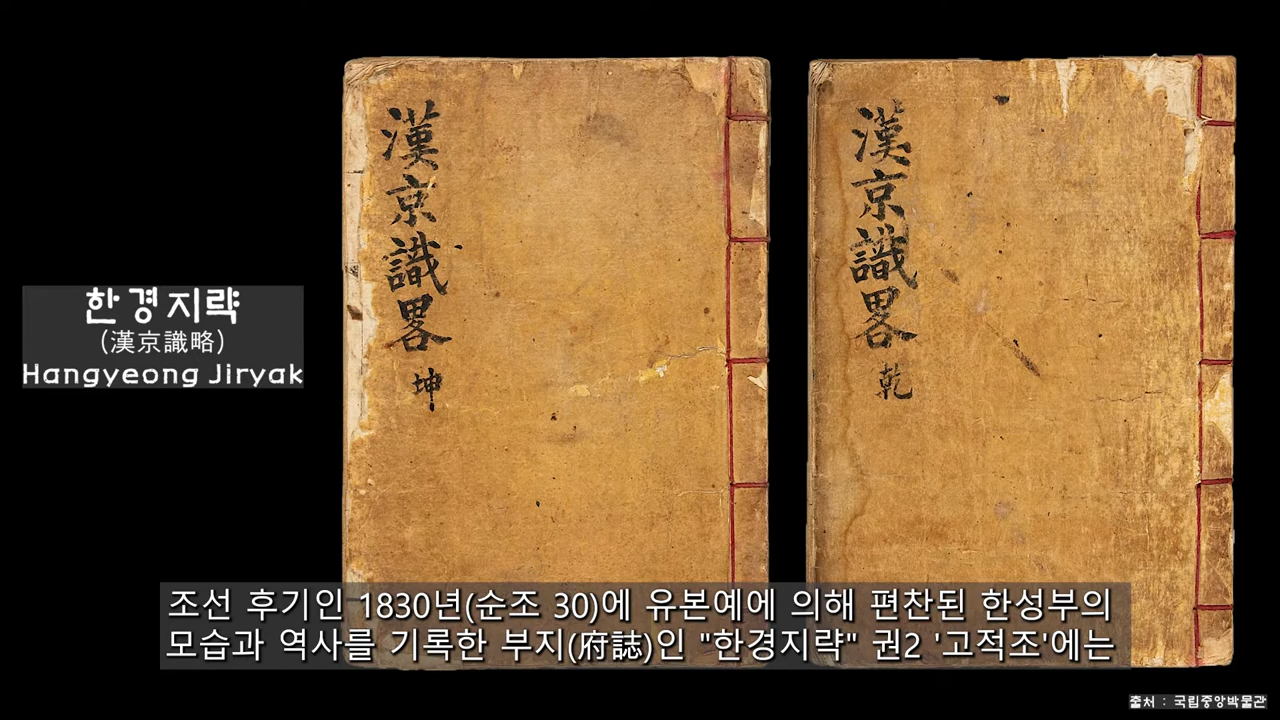 한경지략
(漢京識略)
Hangyeong Jiryak
漢京識畧 坤
漢京識畧 乾
조선 후기인 1830년(순조 30)에 유본예에 의해 편찬된 한성부의
모습과 역사를 기록한 부지(府誌)인 "한경지략" 권2 '고적조'에는
출처 : 국립중앙박물관